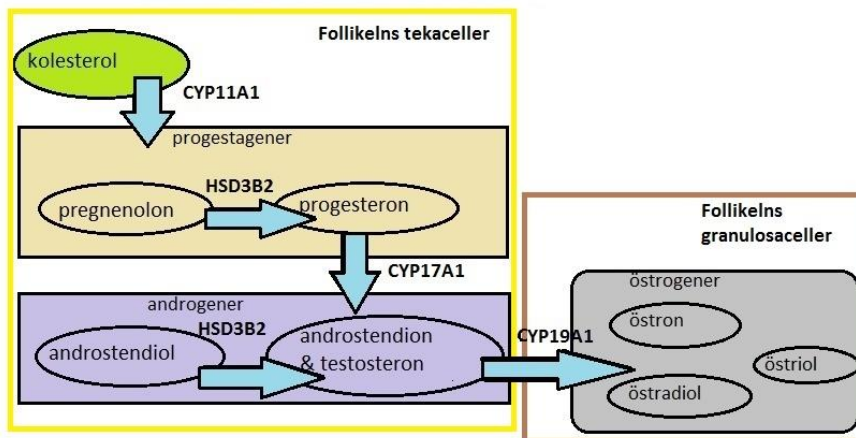 Follikelns tekaceller
kolesterol
CYP11A1
progestagener
HSD3B2
pregnenolon
progesteron
CYP17A1
androgener
HSD3B2
androstendiol
androstendion
& testosteron
CYP19A1
Follikelns
granulosaceller
östrogener
östron
östriol
östradiol